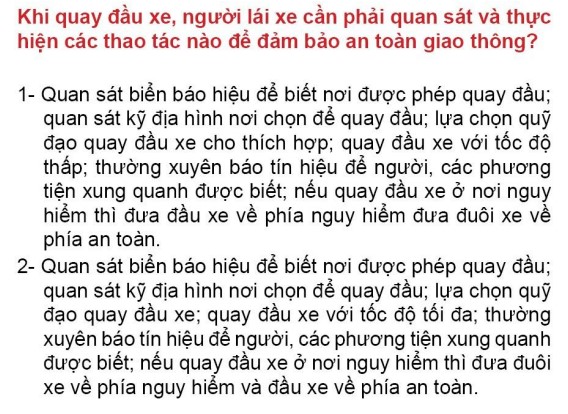 Khi quay đầu xe, người lái xe cần phải quan sát và thực
hiện các thao tác nào để đảm bảo an toàn giao thông?
1- Quan sát biển báo hiệu để biết nơi được phép quay đầu;
quan sát kỹ địa hình nơi chọn để quay đầu; lựa chọn quỹ
đạo quay đầu xe cho thích hợp; quay đầu xe với tốc độ
thấp; thường xuyên báo tín hiệu để người, các phương
tiện xung quanh được biết; nếu quay đầu xe ở nơi nguy
hiểm thì đưa đầu xe về phía nguy hiểm đưa đuôi xe về
phía an toàn.
2- Quan sát biển báo hiệu để biết nơi được phép quay đầu;
quan sát kỹ địa hình nơi chọn để quay đầu; lựa chọn quỹ
đạo quay đầu xe; quay đầu xe với tốc độ tối đa; thường
xuyên báo tín hiệu để người, các phương tiện xung quanh
được biết; nếu quay đầu xe ở nơi nguy hiểm thì đưa đuôi
xe về phía nguy hiểm và đầu xe về phía an toàn.